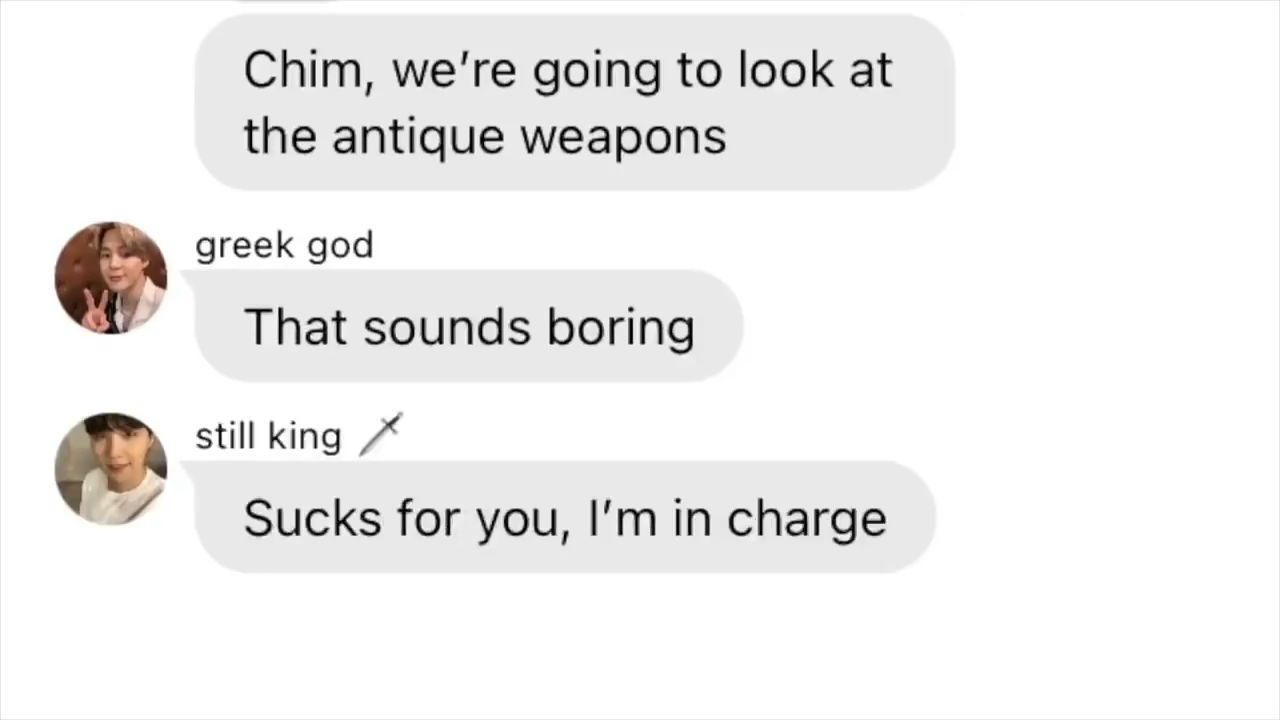 Chim, we’re going to look at
the antique weapons
greek god
That sounds boring
still king 🗡
Sucks for you, I’m in charge